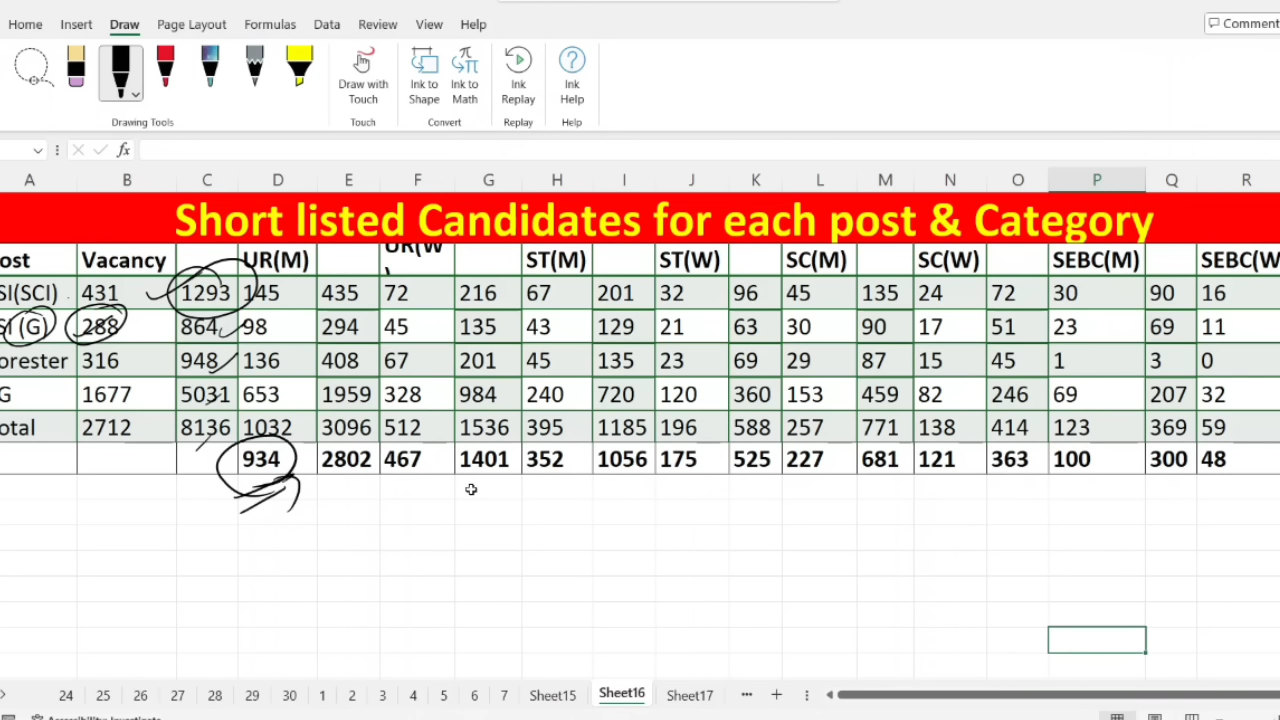 Home Insert Draw Page Layout Formulas Data Review View Help Comment
Draw with Touch Ink to Shape Ink to Math Ink Replay Ink Help
Drawing Tools Touch Convert Replay Help
fx
A B C D E F G H I J K L M N O P Q R
Short listed Candidates for each post & Category
ost Vacancy UR(M) UR(W ST(M) ST(W) SC(M) SC(W) SEBC(M) SEBC(W
SI(SCI) 431 1293 145 435 72 216 67 201 32 96 45 135 24 72 30 90 16
SI (G) 288 864 98 294 45 135 43 129 21 63 30 90 17 51 23 69 11
orester 316 948 136 408 67 201 45 135 23 69 29 87 15 45 1 3 0
G 1677 5031 653 1959 328 984 240 720 120 360 153 459 82 246 69 207 32
otal 2712 8136 1032 3096 512 1536 395 1185 196 588 257 771 138 414 123 369 59
934 2802 467 1401 352 1056 175 525 227 681 121 363 100 300 48
24 25 26 27 28 29 30 1 2 3 4 5 6 7 Sheet15 Sheet16 Sheet17
Accessibility: Investigate